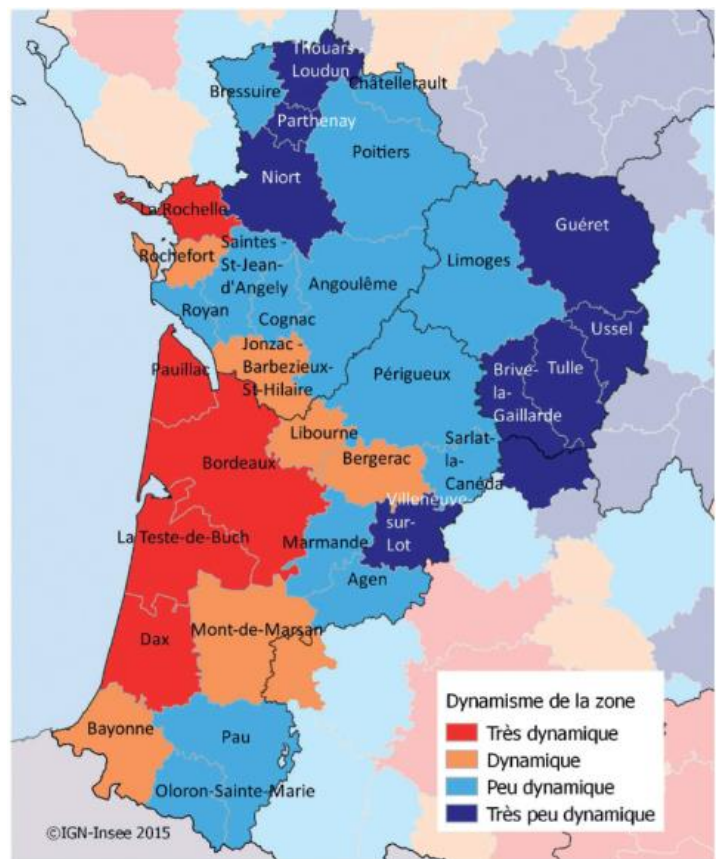 Thouars -
Loudun
Bressuire
Châtellerault
Parthenay
Poitiers
Niort
La Rochelle
Guéret
Rochefort
Saintes -
St-Jean-
d'Angely
Angoulême
Limoges
Royan
Cognac
Ussel
Jonzac -
Barbezieux-
St-Hilaire
Pauillac
Périgueux
Brive-
la-
Gaillarde
Tulle
Libourne
Bordeaux
Bergerac
Sarlat-
la-
Canéda
Villeneuve-
sur-
Lot
La Teste-de-Buch
Marmande
Agen
Dax
Mont-de-Marsan
Bayonne
Pau
Oloron-Sainte-Marie
Dynamisme de la zone
Très dynamique
Dynamique
Peu dynamique
Très peu dynamique
©IGN-Insee 2015